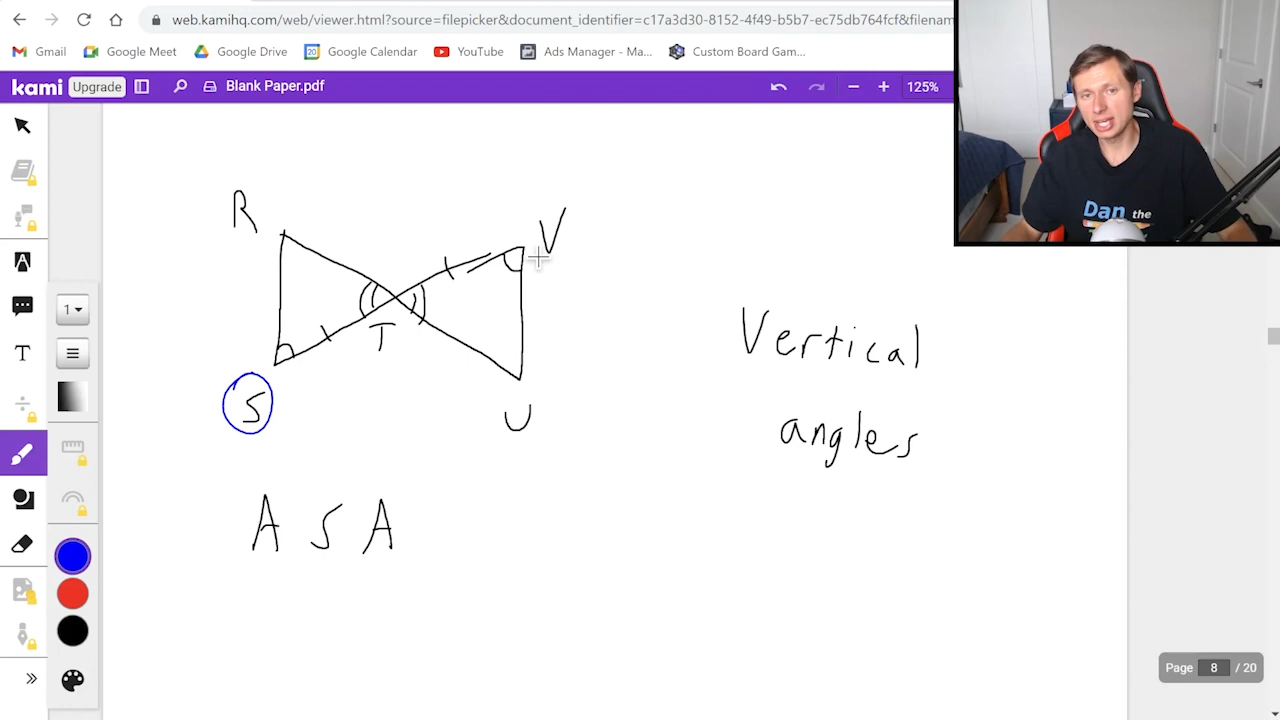 web.kamihq.com/web/viewer.html?source=filepicker&document_identifier=c17a3d30-8152-4f49-b5b7-ec75db764fcf&filenam
Gmail Google Meet Google Drive 20 Google Calendar YouTube Ads Manager - Ma... Custom Board Gam...
kami Upgrade Blank Paper.pdf 125%
Dan the
R V
T
1
S U
Vertical
angles
A S A
Page 8 / 20